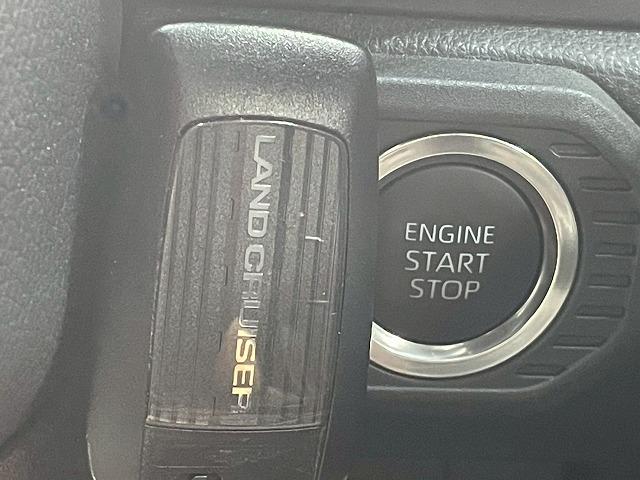 LAND CRUISER
ENGINE
START
STOP